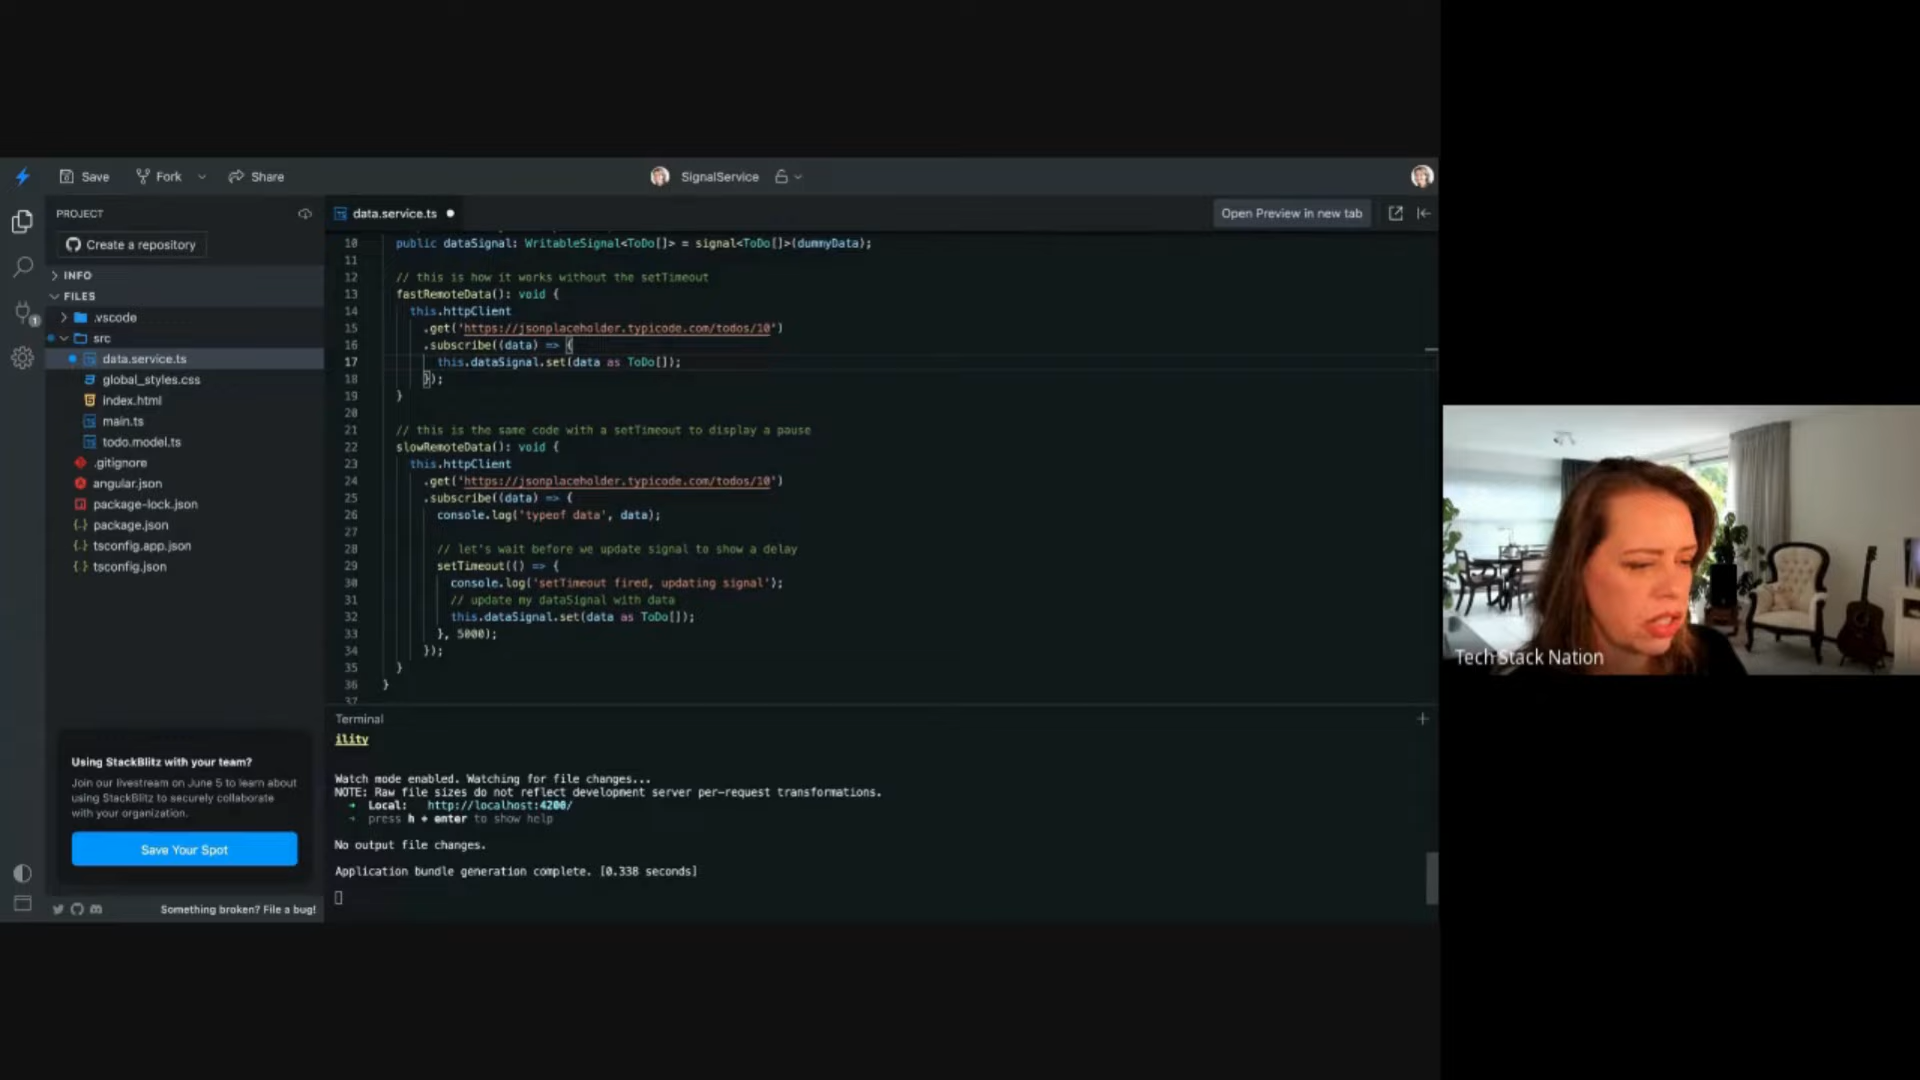 Save
Fork
Share
SignalService
PROJECT
Create a repository
INFO
FILES
.vscode
src
data.service.ts
global_styles.css
index.html
main.ts
todo.model.ts
.gitignore
angular.json
package-lock.json
package.json
tsconfig.app.json
tsconfig.json
Using StackBlitz with your team?
Join our livestream on June 5 to learn about
using StackBlitz to securely collaborate
with your organization.
Save Your Spot
Something broken? File a bug!
data.service.ts
Open Preview in new tab
10 public dataSignal: WritableSignal<ToDo[]> = signal<ToDo[]>(dummyData);
11
12 // this is how it works without the setTimeout
13 fastRemoteData(): void {
14 this.httpClient
15 .get('https://jsonplaceholder.typicode.com/todos/10')
16 .subscribe((data) => {
17 this.dataSignal.set(data as ToDo[]);
18 });
19 }
20
21 // this is the same code with a setTimeout to display a pause
22 slowRemoteData(): void {
23 this.httpClient
24 .get('https://jsonplaceholder.typicode.com/todos/10')
25 .subscribe((data) => {
26 console.log('typeof data', data);
27
28 // let's wait before we update signal to show a delay
29 setTimeout(() => {
30 console.log('setTimeout fired, updating signal');
31 // update my dataSignal with data
32 this.dataSignal.set(data as ToDo[]);
33 }, 5000);
34 });
35 }
36 }
37
Terminal
ility
Watch mode enabled. Watching for file changes...
NOTE: Raw file sizes do not reflect development server per-request transformations.
➜ Local: http://localhost:4200/
➜ press h + enter to show help
No output file changes.
Application bundle generation complete. [0.338 seconds]
Tech Stack Nation